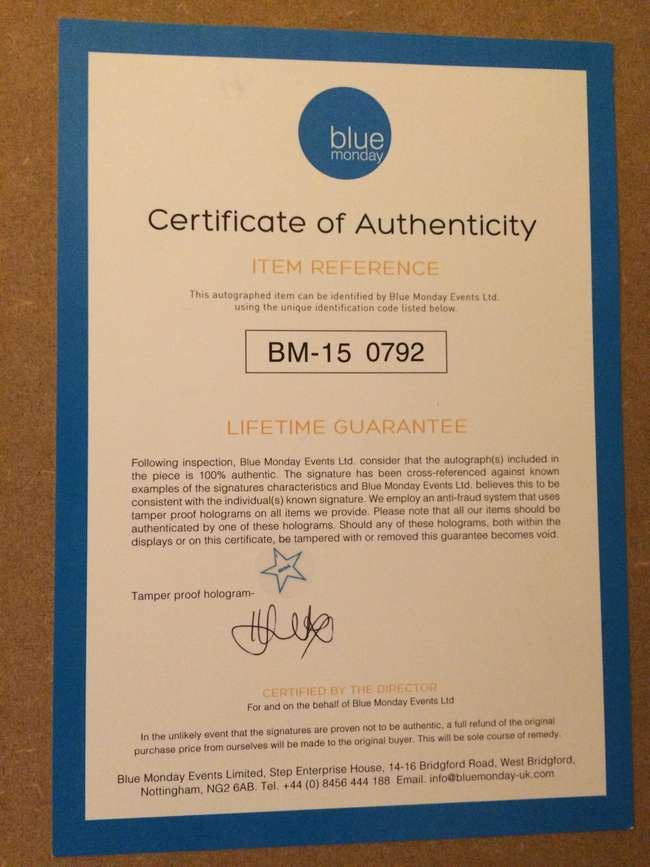 blue
monday
Certificate of Authenticity
ITEM REFERENCE
This autographed item can be identified by Blue Monday Events Ltd.
using the unique identification code listed below.
BM-15 0792
LIFETIME GUARANTEE
Following inspection, Blue Monday Events Ltd. consider that the autograph(s) included in
the piece is 100% authentic. The signature has been cross-referenced against known
examples of the signatures characteristics and Blue Monday Events Ltd. believes this to be
consistent with the individual(s) known signature. We employ an anti-fraud system that uses
tamper proof holograms on all items we provide. Please note that all our items should be
authenticated by one of these holograms. Should any of these holograms, both within the
displays or on this certificate, be tampered with or removed this guarantee becomes void.
Tamper proof hologram-
CERTIFIED BY THE DIRECTOR
For and on the behalf of Blue Monday Events Ltd
In the unlikely event that the signatures are proven not to be authentic, a full refund of the original
purchase price from ourselves will be made to the original buyer. This will be sole course of remedy.
Blue Monday Events Limited, Step Enterprise House, 14-16 Bridgford Road, West Bridgford,
Nottingham, NG2 6AB. Tel. +44 (0) 8456 444 188 Email. info@bluemonday-uk.com